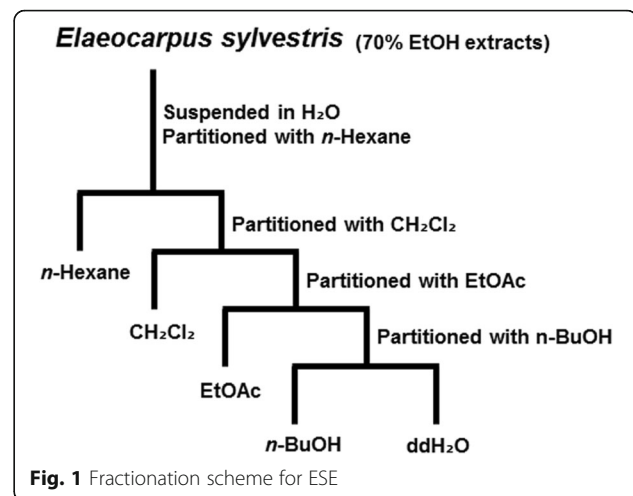 Elaeocarpus sylvestris (70% EtOH extracts)
Suspended in H₂O
Partitioned with n-Hexane
Partitioned with CH₂Cl₂
n-Hexane
Partitioned with EtOAc
CH₂Cl₂
Partitioned with n-BuOH
EtOAc
n-BuOH ddH₂O
Fig. 1 Fractionation scheme for ESE